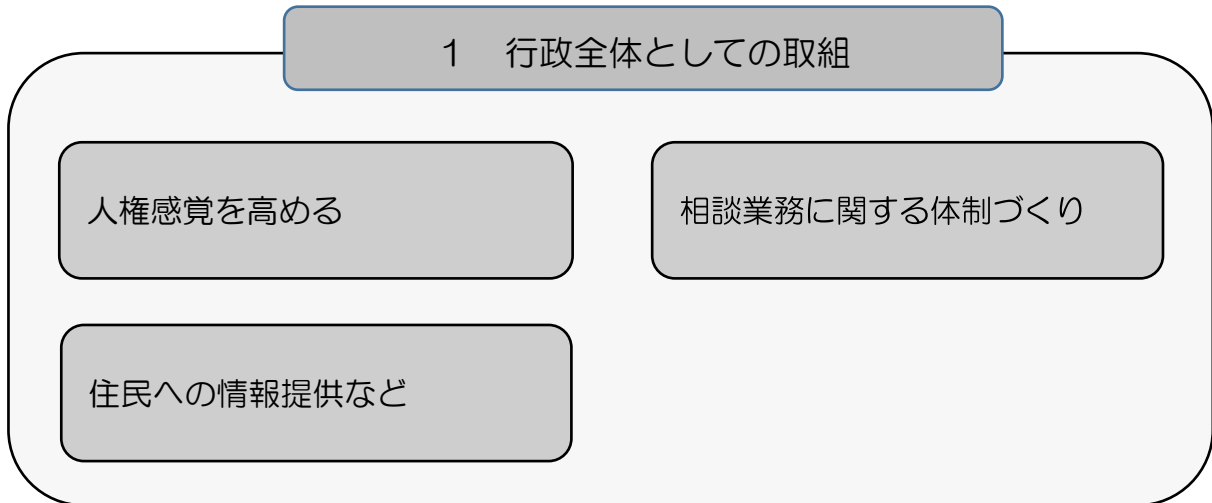 １　行政全体としての取組
人権感覚を高める
相談業務に関する体制づくり
住民への情報提供など